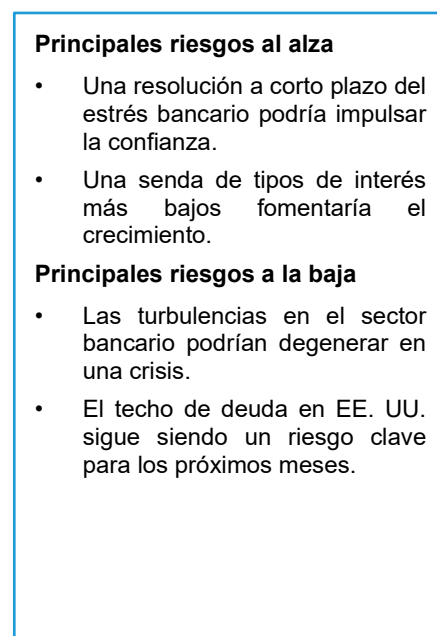 Principales riesgos al alza
• Una resolución a corto plazo del
estrés bancario podría impulsar
la confianza.
• Una senda de tipos de interés
más bajos fomentaría el
crecimiento.
Principales riesgos a la baja
• Las turbulencias en el sector
bancario podrían degenerar en
una crisis.
• El techo de deuda en EE. UU.
sigue siendo un riesgo clave
para los próximos meses.